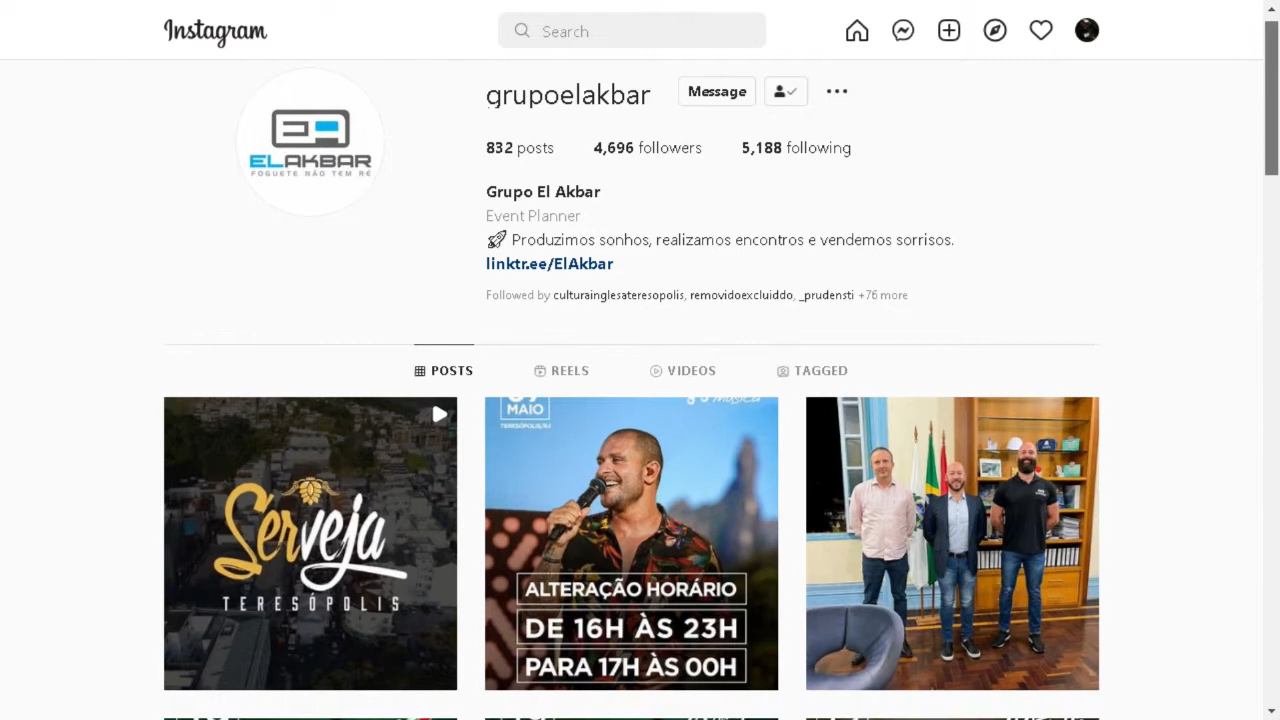 Instagram
Search
grupoelakbar
Message
832 posts
4,696 followers
5,188 following
ELAKBAR
FOGUETE NÃO TEM RÉ
Grupo El Akbar
Event Planner
🚀 Produzimos sonhos, realizamos encontros e vendemos sorrisos.
linktr.ee/ElAkbar
Followed by culturainglesateresopolis, removidoexcluiddo, _prudensti +76 more
POSTS
REELS
VIDEOS
TAGGED
Serveja
TERESÓPOLIS
MAIO
TERESÓPOLIS/RJ
ALTERAÇÃO HORÁRIO
DE 16H ÀS 23H
PARA 17H ÀS 00H